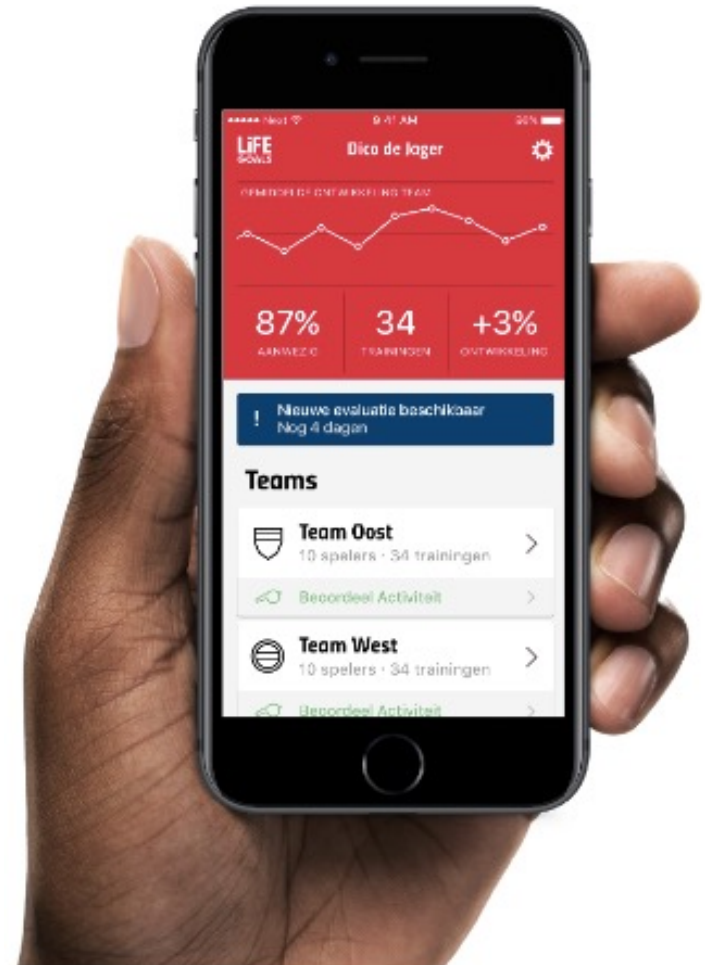 9:41 AM
LiFE
GOALS
Dico de Jager
GEMIDDELDE ONTWIKKELING TEAM
87%
34
+3%
AANWEZIG
TRAININGEN
ONTWIKKELING
! Nieuwe evaluatie beschikbaar
Nog 4 dagen
Teams
Team Oost
10 spelers · 34 trainingen
Beoordeel Activiteit
Team West
10 spelers · 34 trainingen
Beoordeel Activiteit